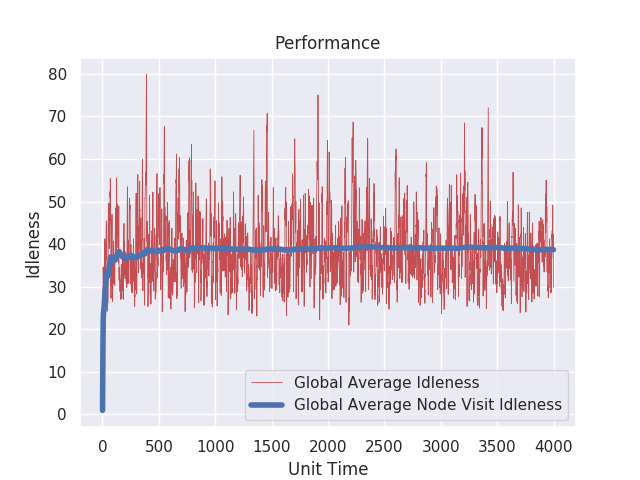 Performance
80
70
60
50
40
30
20
10
0
Idleness
Global Average Idleness
Global Average Node Visit Idleness
0 500 1000 1500 2000 2500 3000 3500 4000
Unit Time